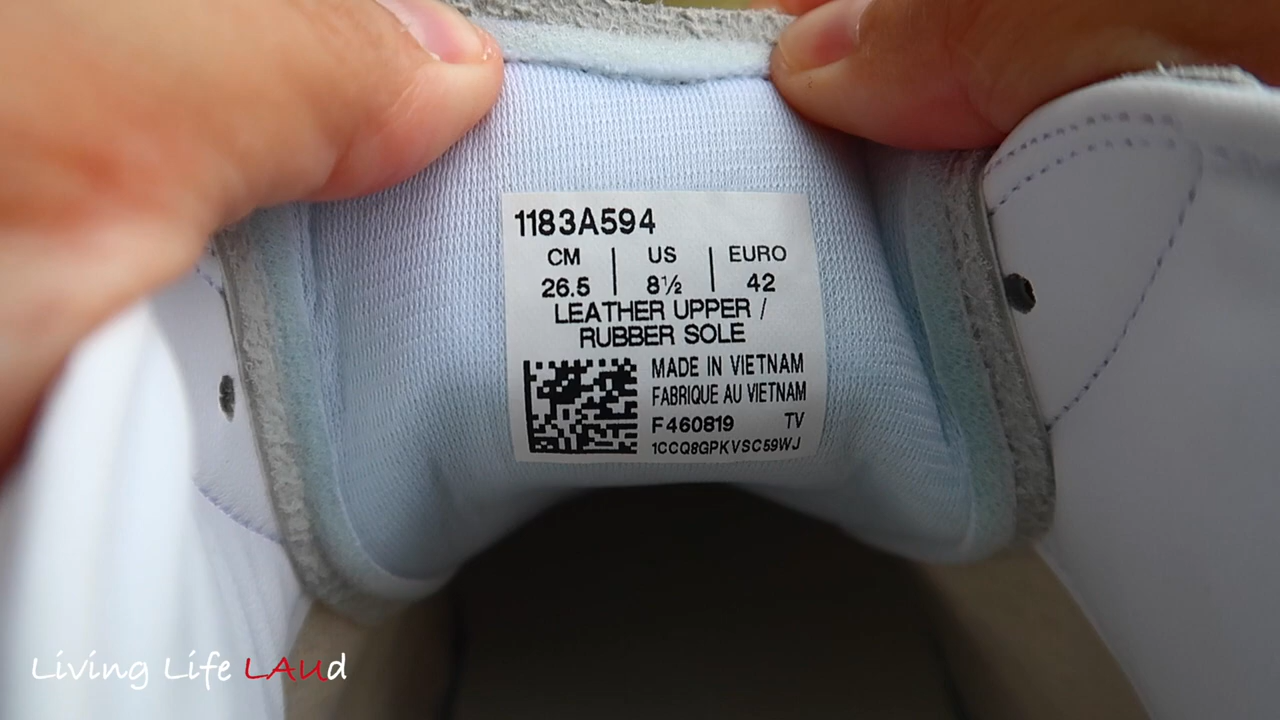 1183A594
CM | US | EURO
26.5 | 8½ | 42
LEATHER UPPER /
RUBBER SOLE
MADE IN VIETNAM
FABRIQUE AU VIETNAM
F460819 TV
1CCQ8GPKVSC59WJ
Living Life LAUd